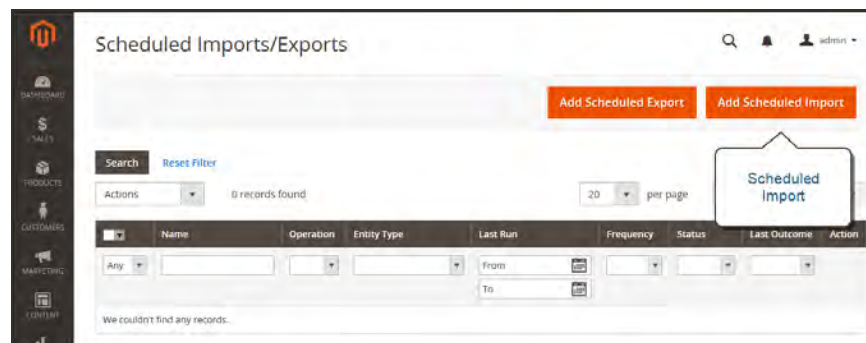 Scheduled Imports/Exports
admin
DASHBOARD
SALES
PRODUCTS
CUSTOMERS
MARKETING
CONTENT
Add Scheduled Export Add Scheduled Import
Search Reset Filter
Actions 0 records found 20 per page
Scheduled
Import
Name Operation Entity Type Last Run Frequency Status Last Outcome Action
Any From
To
We couldn't find any records.